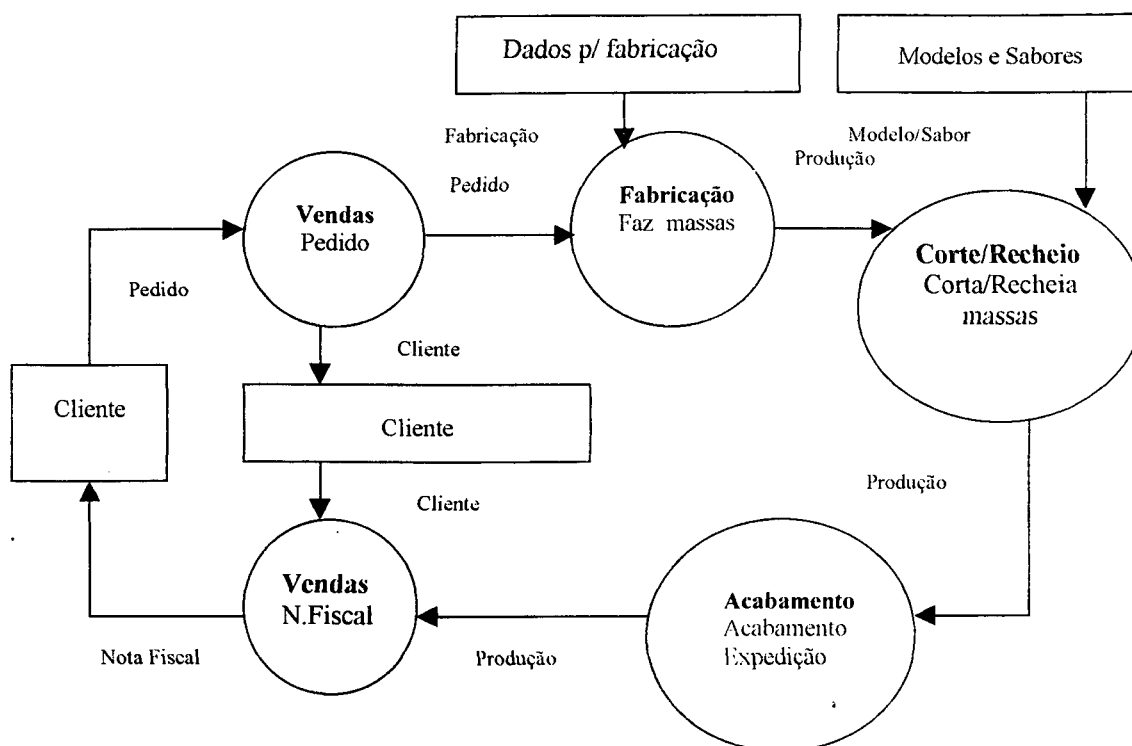 Dados p/ fabricação
Modelos e Sabores
Fabricação
Pedido
Modelo/Sabor
Produção
Vendas
Pedido
Fabricação
Faz massas
Corte/Recheio
Corta/Recheia
massas
Pedido
Cliente
Cliente
Cliente
Cliente
Produção
Vendas
N.Fiscal
Acabamento
Acabamento
Expedição
Nota Fiscal
Produção